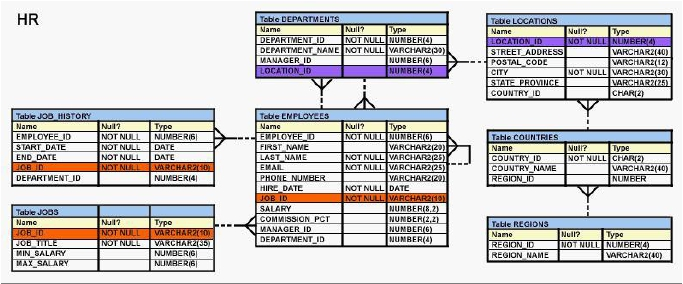 HR
Table DEPARTMENTS
Name Null? Type
DEPARTMENT_ID NOT NULL NUMBER(4)
DEPARTMENT_NAME NOT NULL VARCHAR2(30)
MANAGER_ID NUMBER(6)
LOCATION_ID NUMBER(4)
Table LOCATIONS
Name Null? Type
LOCATION_ID NOT NULL NUMBER(4)
STREET_ADDRESS VARCHAR2(40)
POSTAL_CODE VARCHAR2(12)
CITY NOT NULL VARCHAR2(30)
STATE_PROVINCE VARCHAR2(25)
COUNTRY_ID CHAR(2)
Table JOB_HISTORY
Name Null? Type
EMPLOYEE_ID NOT NULL NUMBER(6)
START_DATE NOT NULL DATE
END_DATE NOT NULL DATE
JOB_ID NOT NULL VARCHAR2(10)
DEPARTMENT_ID NUMBER(4)
Table EMPLOYEES
Name Null? Type
EMPLOYEE_ID NOT NULL NUMBER(6)
FIRST_NAME VARCHAR2(20)
LAST_NAME NOT NULL VARCHAR2(25)
EMAIL NOT NULL VARCHAR2(25)
PHONE_NUMBER VARCHAR2(20)
HIRE_DATE NOT NULL DATE
JOB_ID NOT NULL VARCHAR2(10)
SALARY NUMBER(8,2)
COMMISSION_PCT NUMBER(2,2)
MANAGER_ID NUMBER(6)
DEPARTMENT_ID NUMBER(4)
Table COUNTRIES
Name Null? Type
COUNTRY_ID NOT NULL CHAR(2)
COUNTRY_NAME VARCHAR2(40)
REGION_ID NUMBER
Table JOBS
Name Null? Type
JOB_ID NOT NULL VARCHAR2(10)
JOB_TITLE NOT NULL VARCHAR2(35)
MIN_SALARY NUMBER(6)
MAX_SALARY NUMBER(6)
Table REGIONS
Name Null? Type
REGION_ID NOT NULL NUMBER(4)
REGION_NAME VARCHAR2(40)